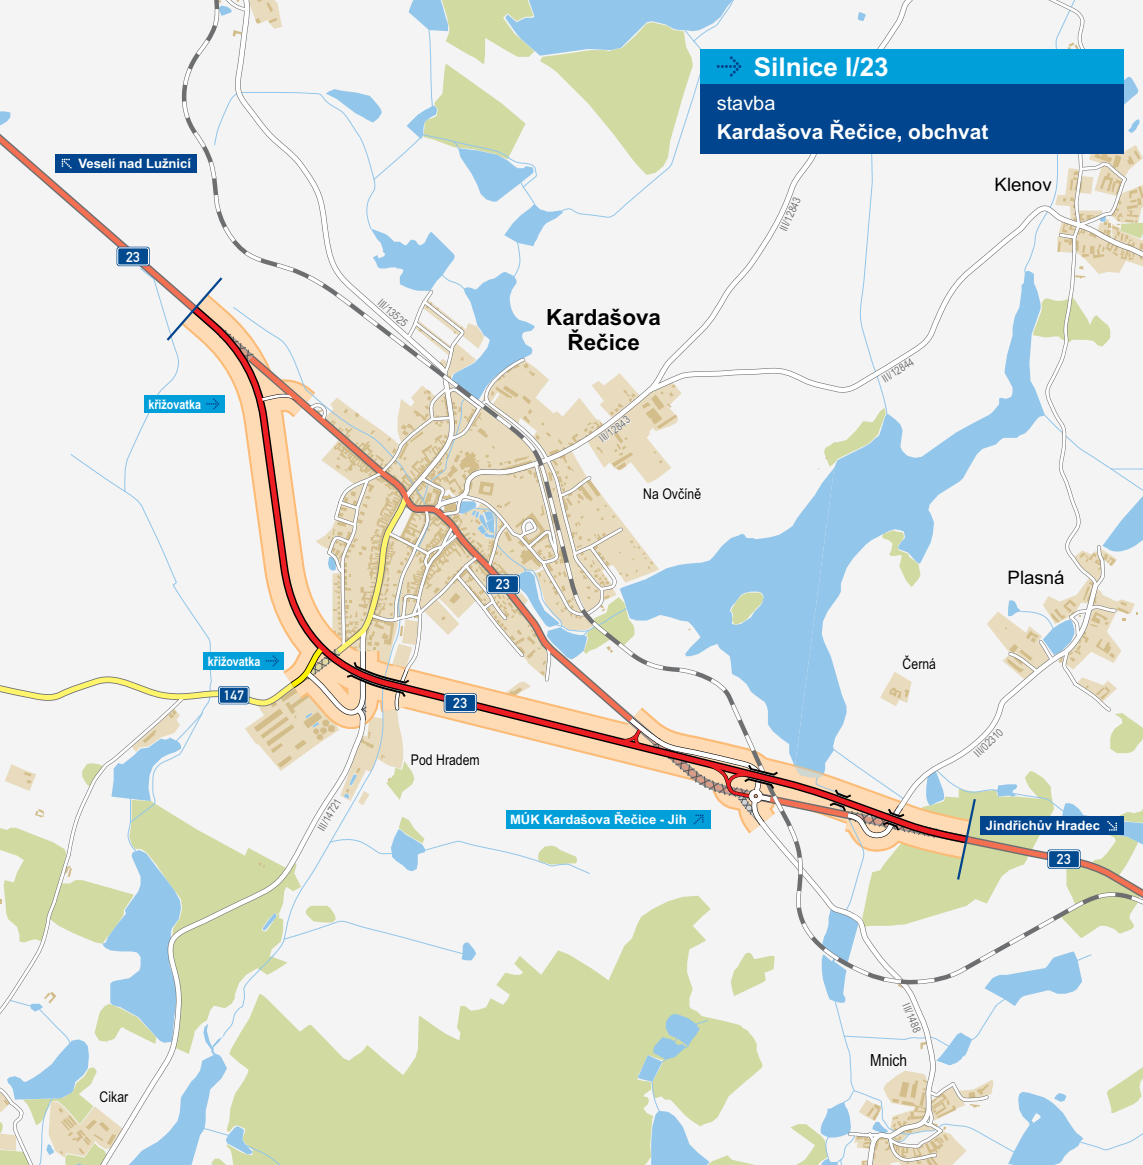 Silnice I/23
stavba
Kardašova Řečice, obchvat
Veselí nad Lužnicí
Klenov
III/12843
23
III/13525
Kardašova
Řečice
III/12844
křižovatka
III/12843
Na Ovčíně
23
Plasná
křižovatka
Černá
147
23
III/02310
Pod Hradem
III/14721
MÚK Kardašova Řečice - Jih
Jindřichův Hradec
23
III/1488
Mnich
Cikar